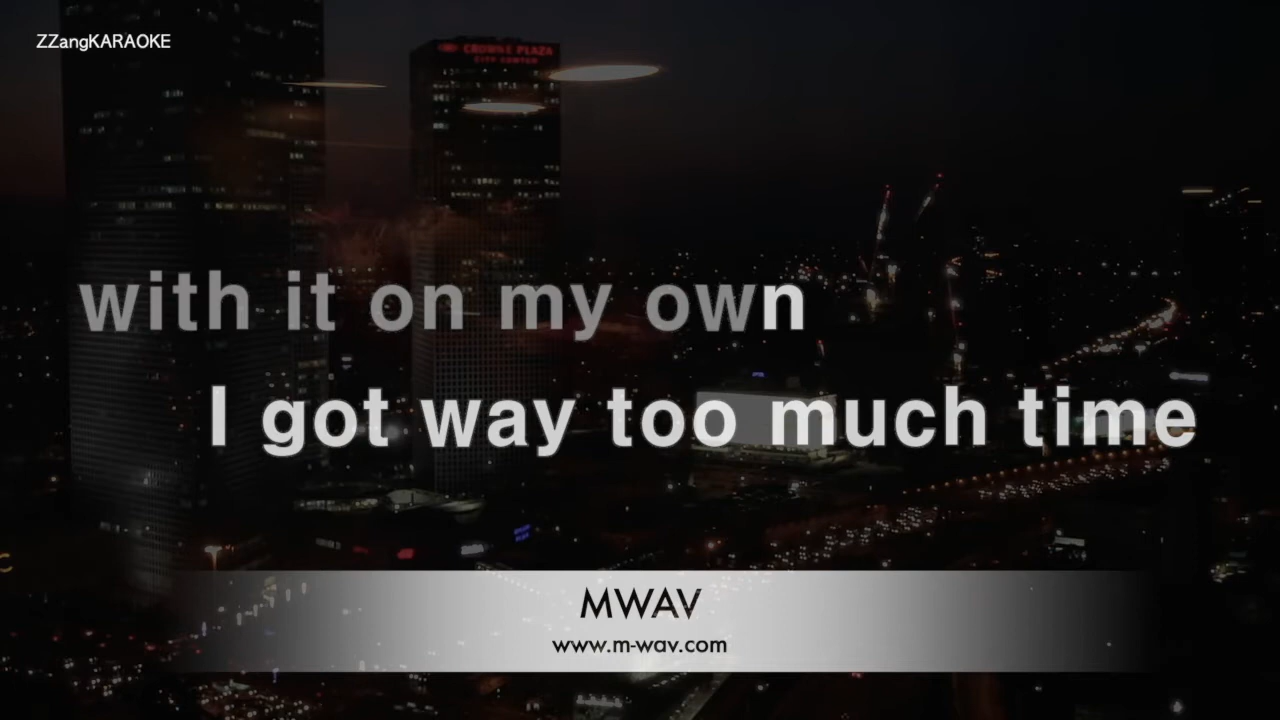 ZZangKARAOKE
CROWNE PLAZA
CITY CENTER
with it on my own
I got way too much time
MWAV
www.m-wav.com